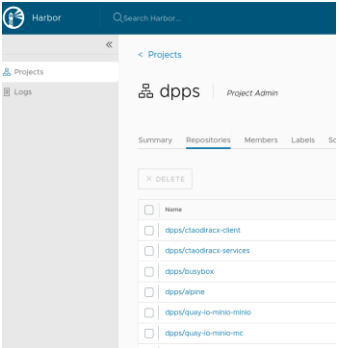 Harbor
Search Harbor...
«
< Projects
Projects
Logs
dpps Project Admin
Summary Repositories Members Labels Sc
× DELETE
Name
dpps/ctaodiracx-client
dpps/ctaodiracx-services
dpps/busybox
dpps/alpine
dpps/quay-io-minio-minio
dpps/quay-io-minio-mc